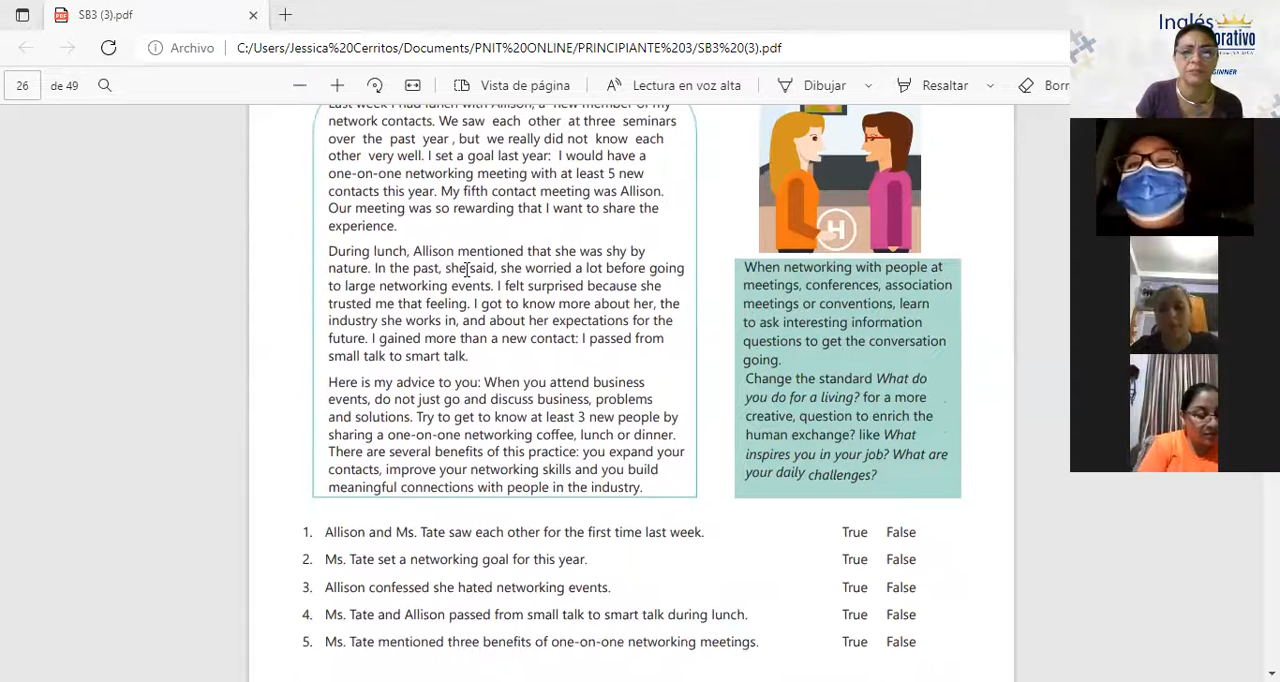 SB3 (3).pdf
Archivo
C:/Users/Jessica%20Cerritos/Documents/PNIT%20ONLINE/PRINCIPIANTE%203/SB3%20(3).pdf
26 de 49
Vista de página
Lectura en voz alta
Dibujar
Resaltar
Borr
Inglés
orativo
GINNER
Last week I had lunch with Allison, a new member of my
network contacts. We saw each other at three seminars
over the past year , but we really did not know each
other very well. I set a goal last year: I would have a
one-on-one networking meeting with at least 5 new
contacts this year. My fifth contact meeting was Allison.
Our meeting was so rewarding that I want to share the
experience.
During lunch, Allison mentioned that she was shy by
nature. In the past, she said, she worried a lot before going
to large networking events. I felt surprised because she
trusted me that feeling. I got to know more about her, the
industry she works in, and about her expectations for the
future. I gained more than a new contact: I passed from
small talk to smart talk.
Here is my advice to you: When you attend business
events, do not just go and discuss business, problems
and solutions. Try to get to know at least 3 new people by
sharing a one-on-one networking coffee, lunch or dinner.
There are several benefits of this practice: you expand your
contacts, improve your networking skills and you build
meaningful connections with people in the industry.
H
When networking with people at
meetings, conferences, association
meetings or conventions, learn
to ask interesting information
questions to get the conversation
going.
Change the standard What do
you do for a living? for a more
creative, question to enrich the
human exchange? like What
inspires you in your job? What are
your daily challenges?
1. Allison and Ms. Tate saw each other for the first time last week. True False
2. Ms. Tate set a networking goal for this year. True False
3. Allison confessed she hated networking events. True False
4. Ms. Tate and Allison passed from small talk to smart talk during lunch. True False
5. Ms. Tate mentioned three benefits of one-on-one networking meetings. True False